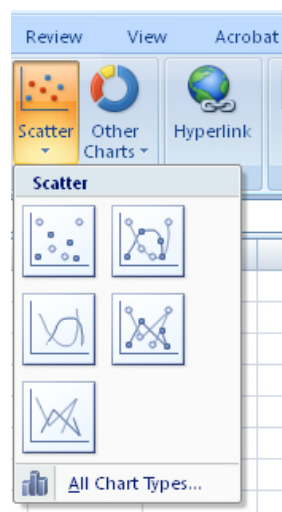 Review View Acrobat
Scatter Other Charts Hyperlink
Scatter
All Chart Types...